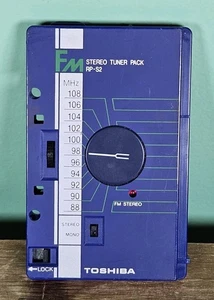 FM STEREO TUNER PACK
RP-S2
MHz
108
106
104
102
100
98
96
94
92
90
88
FM STEREO
STEREO
MONO
LOCK
TOSHIBA